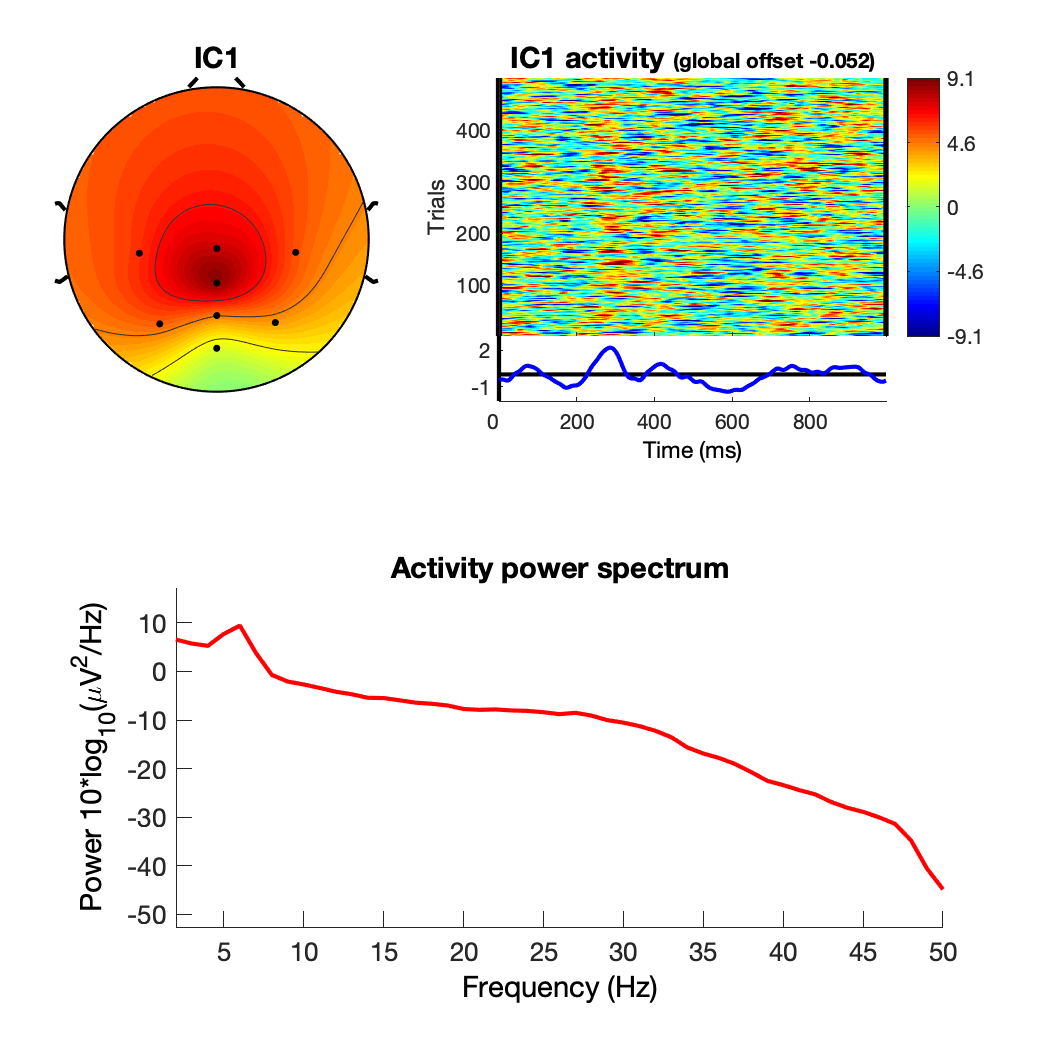 IC1
IC1 activity (global offset -0.052)
Trials
400
300
200
100
9.1
4.6
0
-4.6
-9.1
2
-1
0 200 400 600 800
Time (ms)
Activity power spectrum
Power 10*log10(μV2/Hz)
10
0
-10
-20
-30
-40
-50
5 10 15 20 25 30 35 40 45 50
Frequency (Hz)